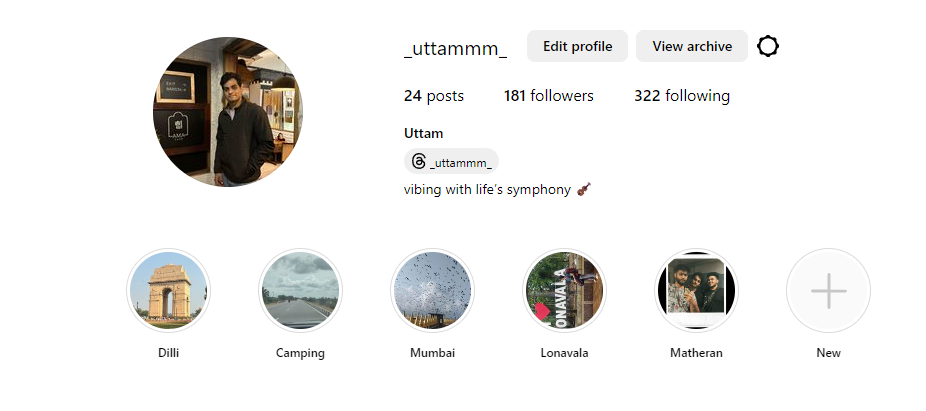 _uttammm_ Edit profile View archive
24 posts 181 followers 322 following
Uttam
_uttammm_
vibing with life's symphony 🎻
LONAVALA
Dilli Camping Mumbai Lonavala Matheran New